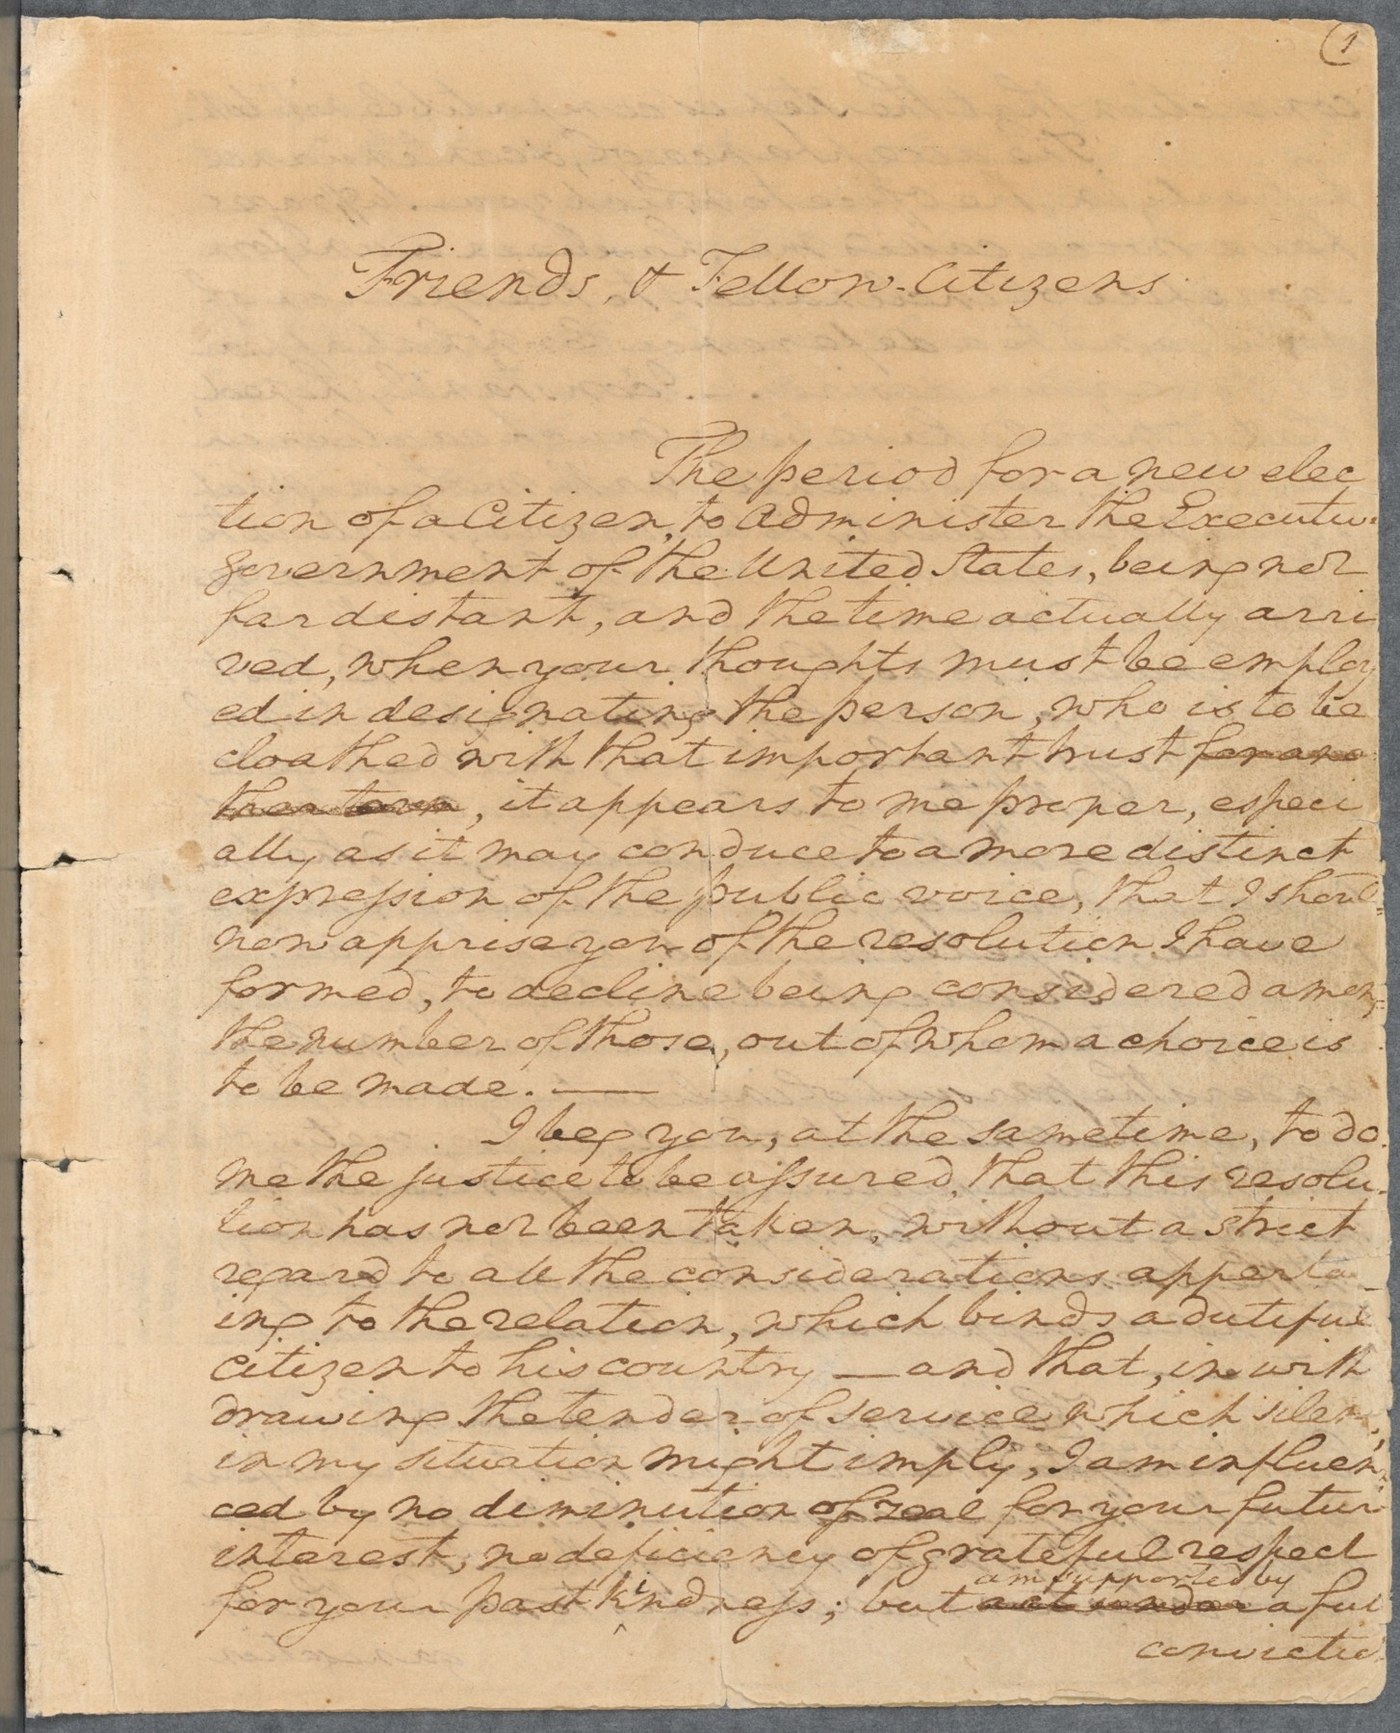 1
Friends, & Fellow-Citizens
The period for a new elec
tion of a Citizen, to Administer the Executive
government of the United States, being not
far distant, and the time actually arri
ved, when your thoughts must be employ
ed in designating the person, who is to be
cloathed with that important trust for ano
ther term, it appears to me proper, especi
ally as it may conduce to a more distinct
expression of the public voice, that I should
now apprise you of the resolution I have
formed, to decline being considered among
the number of those, out of whom a choice is
to be made. —
I beg you, at the sametime, to do
me the justice to be assured, that this resolu-
tion has not been taken, without a strict
regard to all the considerations apperta
ing to the relation, which binds a dutiful
citizen to his country — and that, in with
drawing the tender of service which silence
in my situation might imply, I am influen
ced by no diminution of zeal for your future
interest, no deficiency of grateful respect
am supported by
for your past kindness; but act under a full
convictio